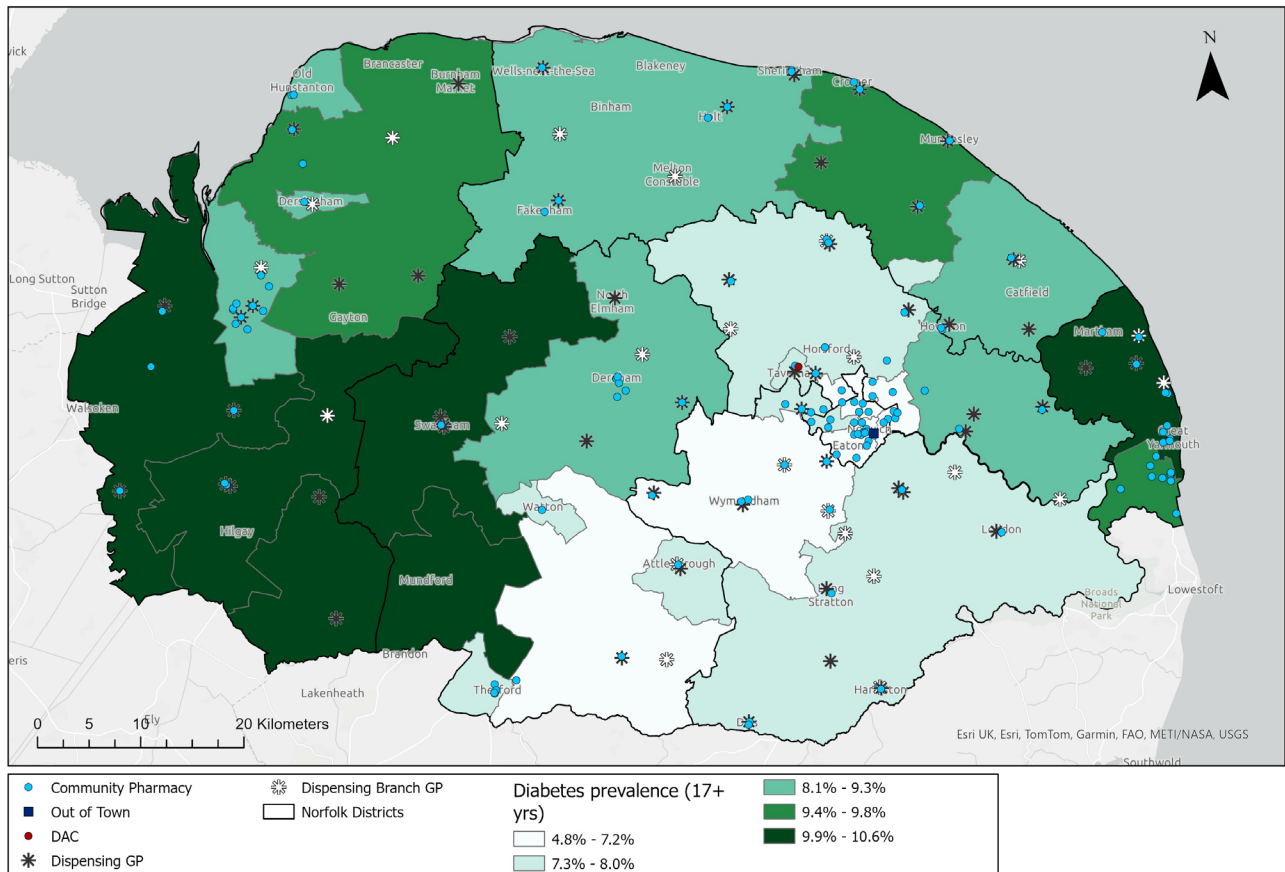 wick
Old
Hunstanton
Brancaster
Burnham
Market
Wells-next-the-Sea
Blakeney
Sheringham
Cromer
N
Binham
Holt
Mundesley
Melton
Constable
Dersingham
Fakenham
Long Sutton
Sutton
Bridge
North
Elmham
Catfield
Gayton
Hoveton
Martham
Horsford
Taverham
Dereham
Walsoken
Swaffham
Norwich
Great
Yarmouth
Eaton
Watton
Wymondham
Hilgay
Loddon
Attleborough
Mundford
Long
Stratton
Broads
National
Park
Lowestoft
eris
Brandon
Lakenheath
Thetford
Harleston
Diss
Ely
0 5 10 20 Kilometers
Esri UK, Esri, TomTom, Garmin, FAO, METI/NASA, USGS
Southwold
Community Pharmacy
Out of Town
DAC
Dispensing GP
Dispensing Branch GP
Norfolk Districts
Diabetes prevalence (17+
yrs)
4.8% - 7.2%
7.3% - 8.0%
8.1% - 9.3%
9.4% - 9.8%
9.9% - 10.6%